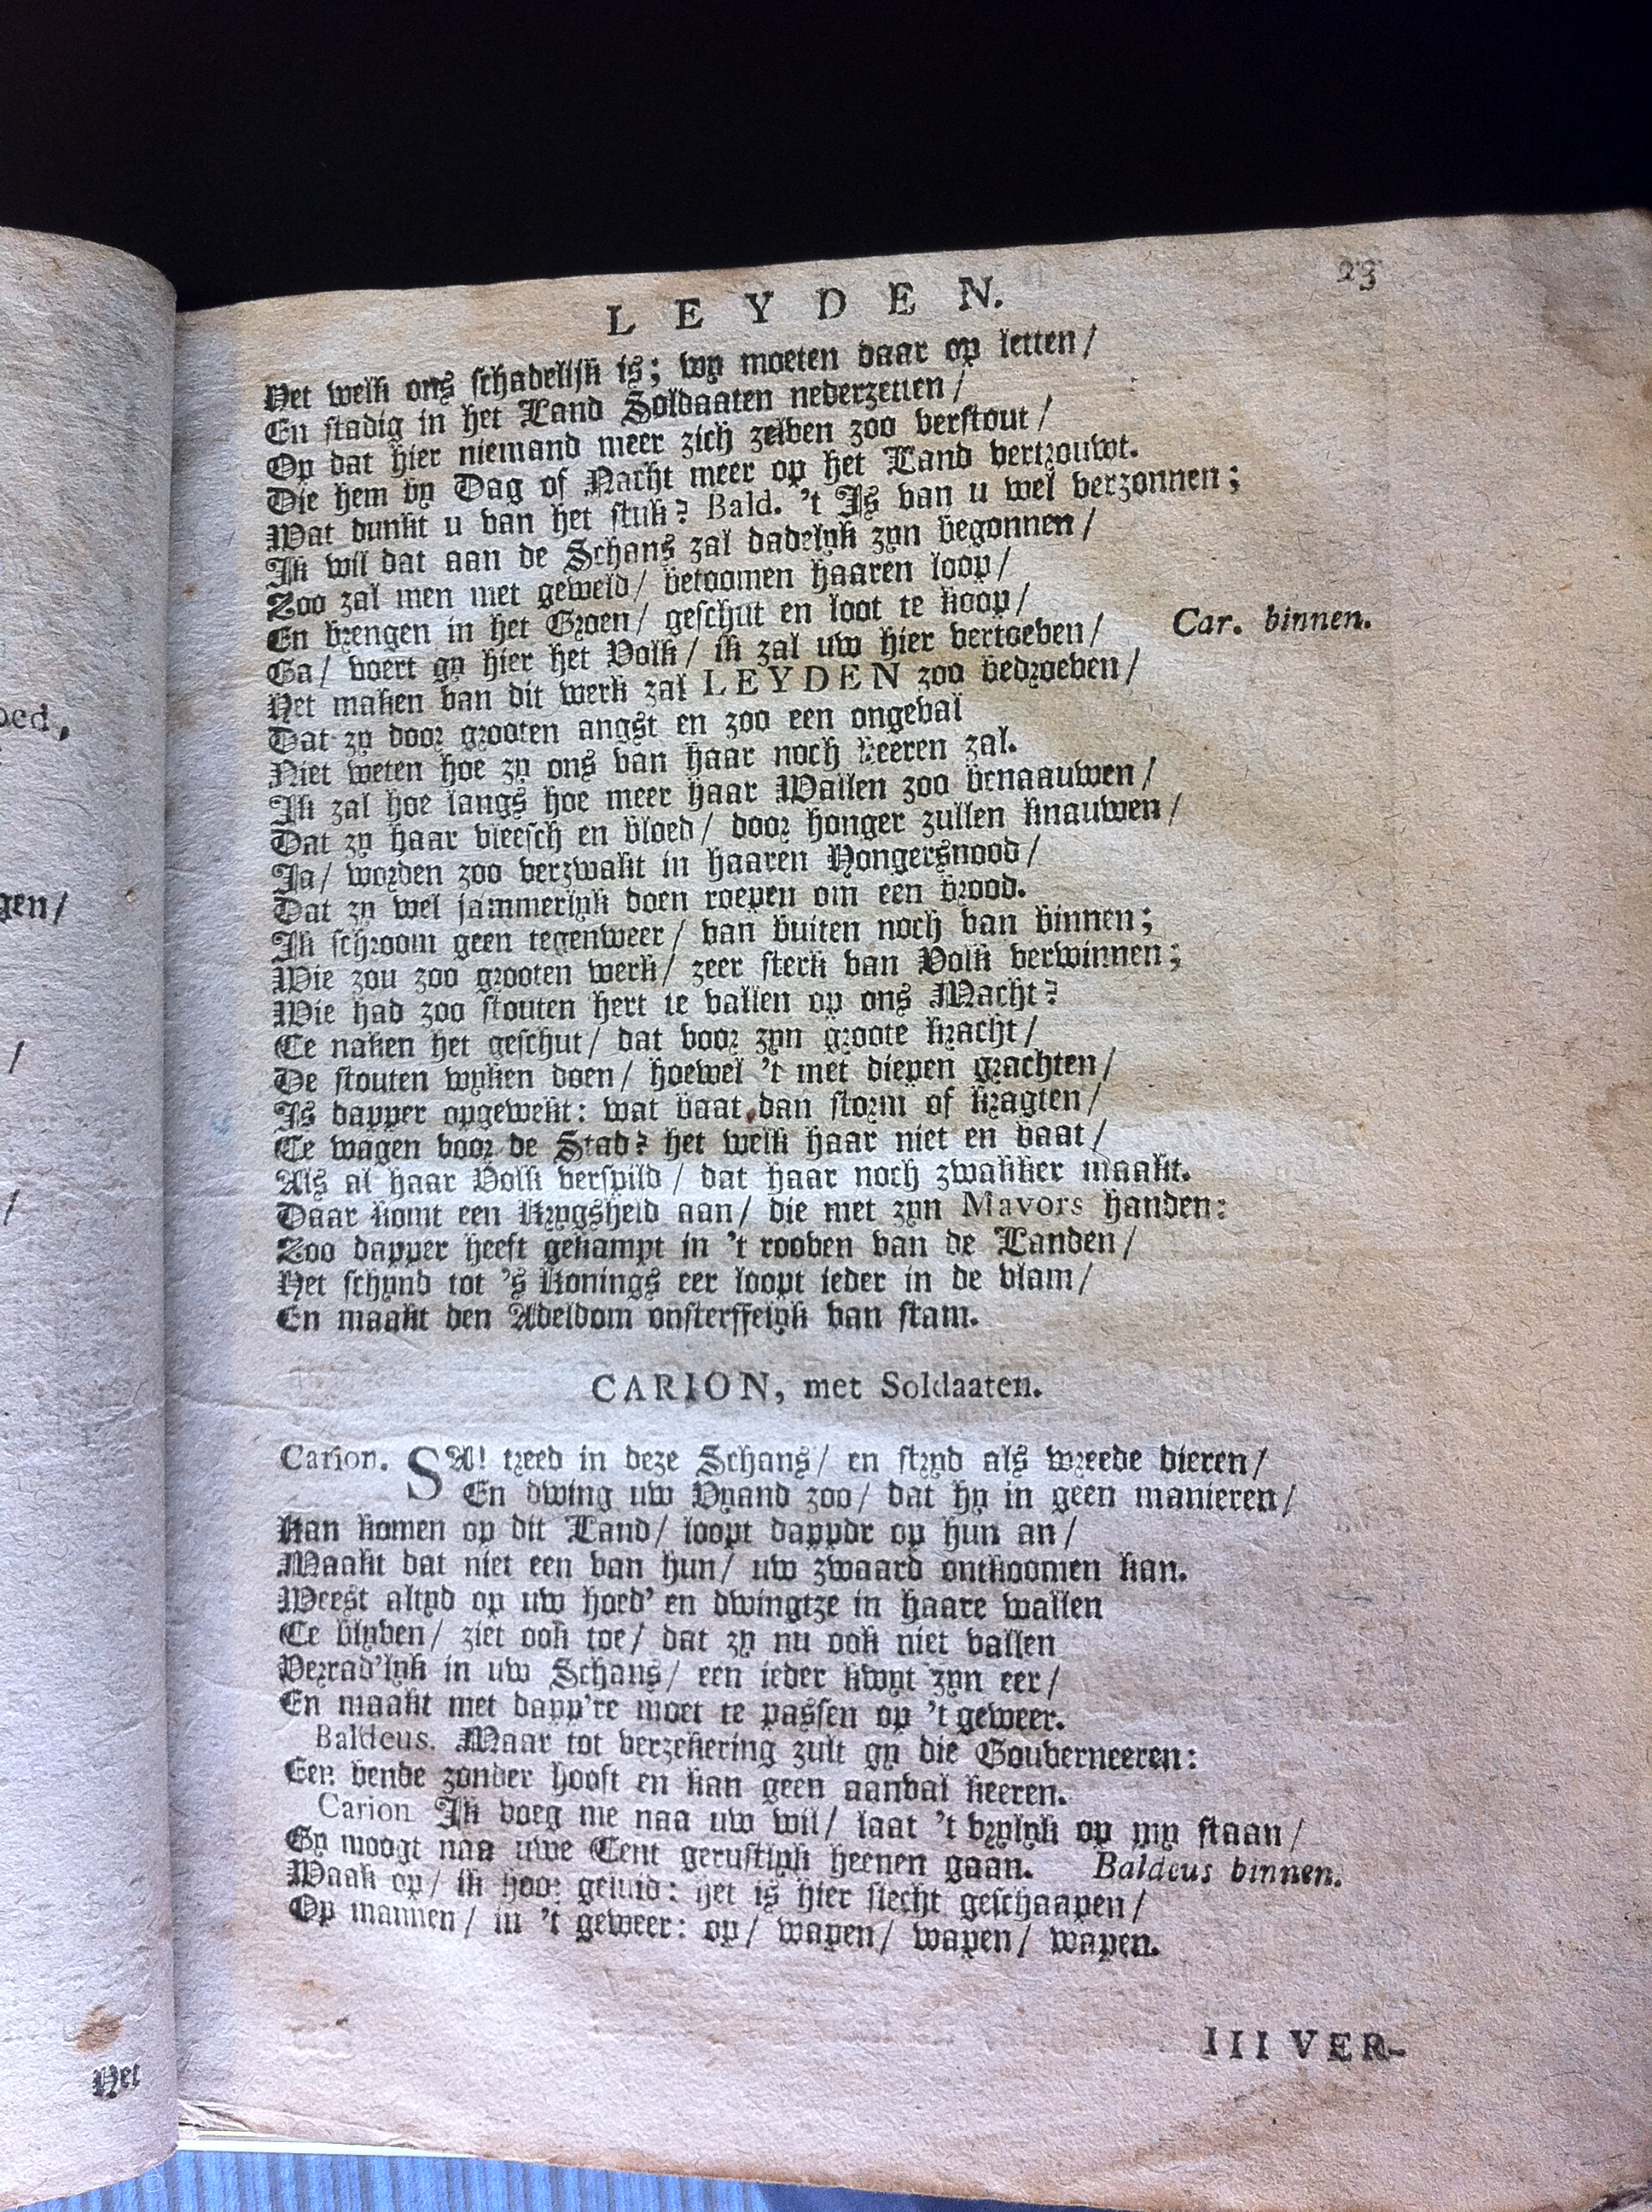 oed,
gen/
/
/
Het
L E Y D E N.
23
Het welk ons schadelijk is; wy moeten daar op letten/
En stadig in het Land Soldaaten nederzetten/
Op dat hier niemand meer zich zelven zoo verstout/
Die hem by Dag of Nacht meer op het Land vertrouwt.
Wat dunkt u van het stuk? Bald. 't Is van u wel verzonnen;
Ik wil dat aan de Schans zal dadelyk zyn begonnen/
Zoo zal men met geweld/ betoomen haaren loop/
En brengen in het Groen/ geschut en loot te koop/
Ga/ voert gy hier het Volk/ ik zal uw hier vertoeven/ Car. binnen.
Het maken van dit werk zal LEYDEN zoo bedroeven/
Dat zy door grooten angst en zoo een ongeval
Niet weten hoe zy ons van haar noch keeren zal.
Ik zal hoe langs hoe meer haar Wallen zoo benaauwen/
Dat zy haar vleesch en bloed/ door honger zullen knauwen/
Ja/ worden zoo verzwakt in haaren Hongersnood/
Dat zy wel jammerlyk doen roepen om een brood.
Ik schroom geen tegenweer/ van buiten noch van binnen;
Wie zou zoo grooten werk/ zeer sterk van Volk verwinnen;
Wie had zoo stouten hert te vallen op ons Macht?
Te naken het geschut/ dat voor zyn groote kracht/
De stouten wyken doen/ hoewel 't met diepen grachten/
Is dapper opgewekt: wat baat dan storm of kragten/
Te wagen voor de Stad? het welk haar niet en baat/
Als al haar Volk verspild/ dat haar noch zwakker maakt.
Daar komt een Krygsheld aan/ die met zyn Mavors handen:
Zoo dapper heeft gekampt in 't rooven van de Landen/
Het schynd tot 's Konings eer loopt ieder in de vlam/
En maakt den Adeldom onsterffelyk van stam.
CARION, met Soldaaten.
Carion. SA! treed in deze Schans/ en stryd als wreede dieren/
En dwing uw Vyand zoo/ dat hy in geen manieren/
Kan komen op dit Land/ loopt dappdr op hun an/
Maakt dat niet een van hun/ uw zwaard ontkoomen kan.
Weest altyd op uw hoed' en dwingtze in haare wallen
Te blyven/ ziet ook toe/ dat zy nu ook niet vallen
Verrad'lyk in uw Schans/ een ieder kwyt zyn eer/
En maakt met dapp're moet te passen op 't geweer.
Baldeus. Maar tot verzekering zult gy die Gouverneeren:
Een bende zonder hooft en kan geen aanval keeren.
Carion Ik voeg me naa uw wil/ laat 't vrylyk op my staan/
Gy moogt naa uwe Tent gerustlyk heenen gaan. Baldeus binnen.
Waak op/ ik hoor geluid: het is hier slecht geschaapen/
Op mannen/ in 't geweer: op/ wapen/ wapen/ wapen.
III VER-